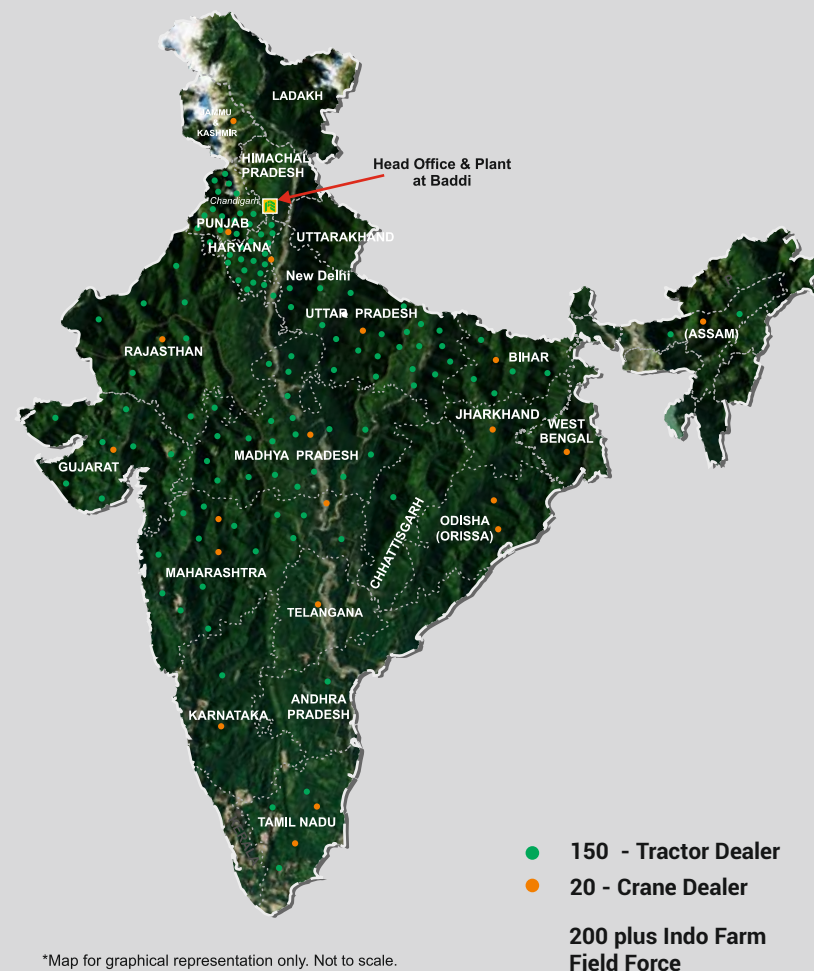 LADAKH
JAMMU
KASHMIR
HIMACHAL
PRADESH
Head Office & Plant
at Baddi
Chandigarh
PUNJAB
UTTARAKHAND
HARYANA
New Delhi
UTTAR PRADESH
(ASSAM)
RAJASTHAN
BIHAR
JHARKHAND
WEST
BENGAL
MADHYA PRADESH
GUJARAT
CHHATTISGARH
ODISHA
(ORISSA)
MAHARASHTRA
TELANGANA
ANDHRA
PRADESH
KARNATAKA
TAMIL NADU
150 - Tractor Dealer
20 - Crane Dealer
200 plus Indo Farm
Field Force
*Map for graphical representation only. Not to scale.